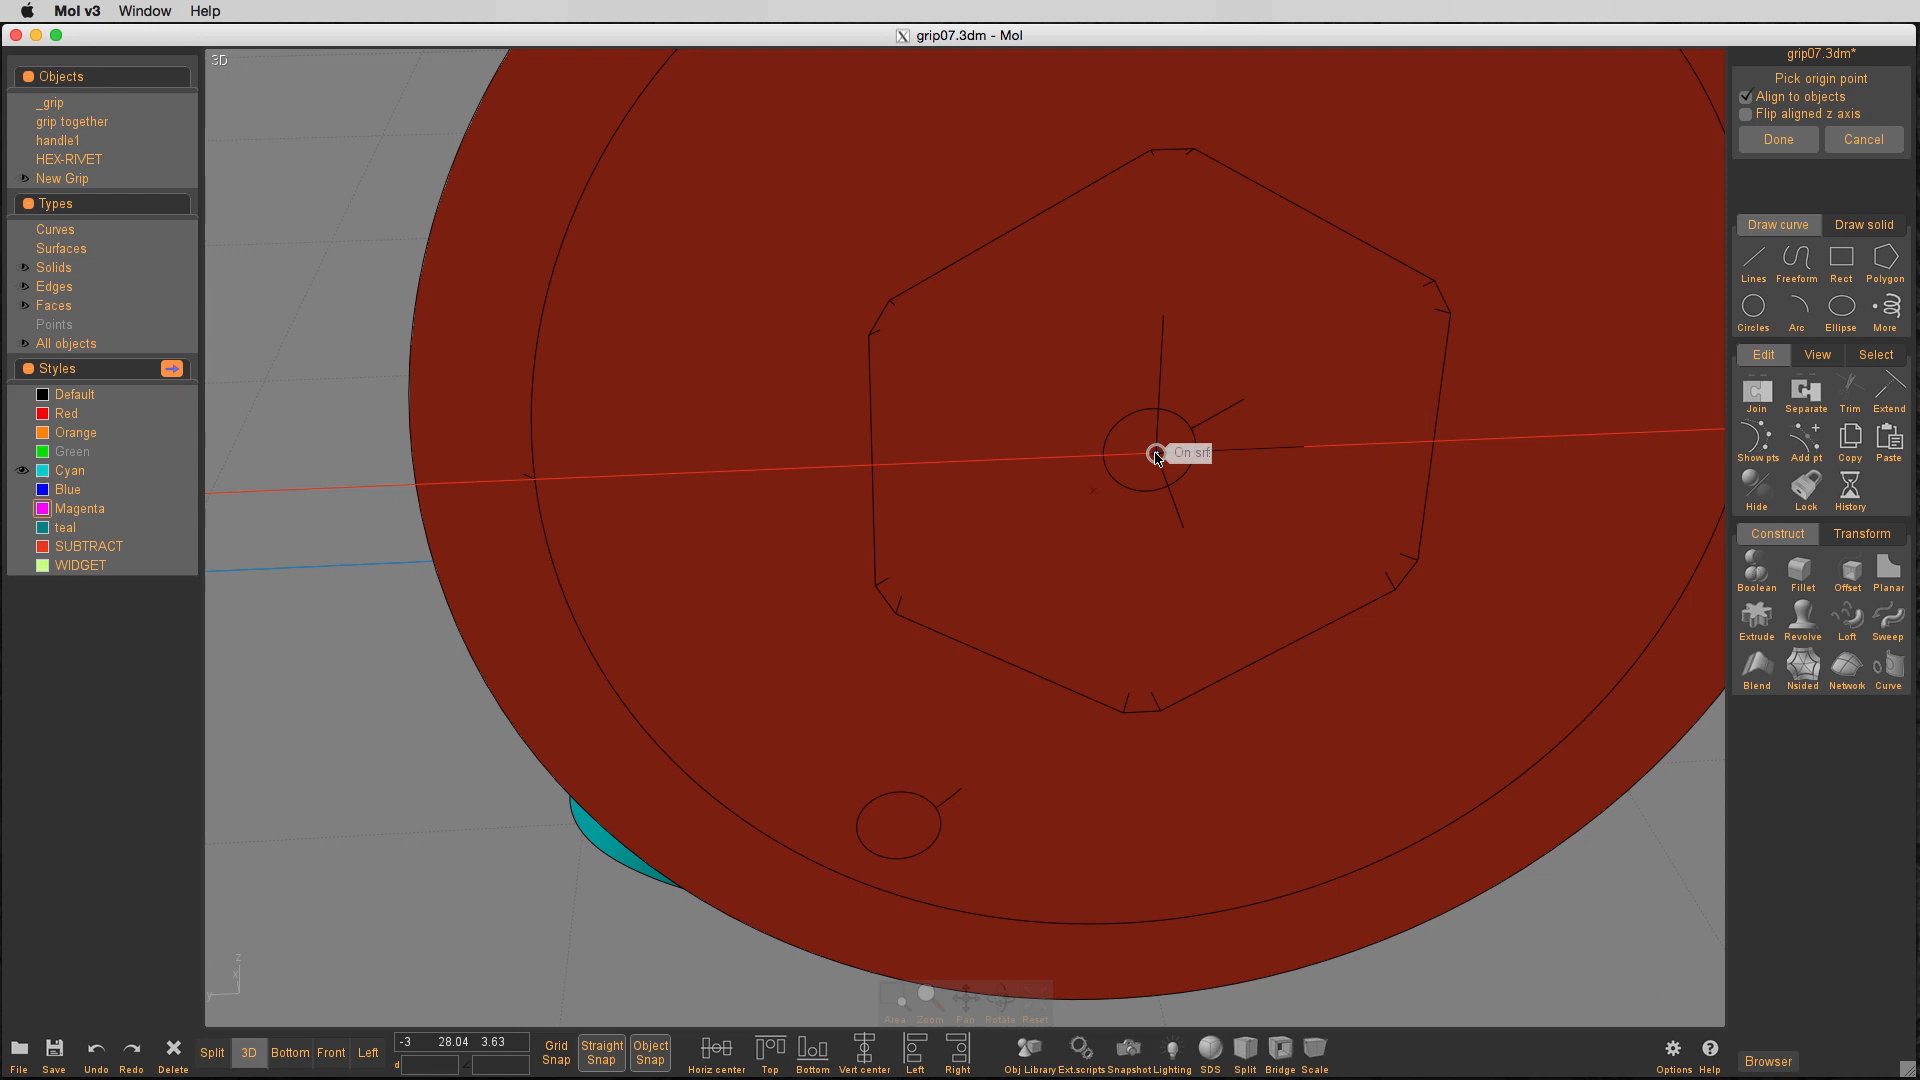 MoI v3 Window Help
grip07.3dm - MoI
3D
Objects
_grip
grip together
handle1
HEX-RIVET
New Grip
Types
Curves
Surfaces
Solids
Edges
Faces
Points
All objects
Styles
Default
Red
Orange
Green
Cyan
Blue
Magenta
teal
SUBTRACT
WIDGET
On srf
z
x
y
Area Zoom Pan Rotate Reset
grip07.3dm*
Pick origin point
Align to objects
Flip aligned z axis
Done Cancel
Draw curve Draw solid
Lines Freeform Rect Polygon
Circles Arc Ellipse More
Edit View Select
Join Separate Trim Extend
Show pts Add pt Copy Paste
Hide Lock History
Construct Transform
Boolean Fillet Offset Planar
Extrude Revolve Loft Sweep
Blend Nsided Network Curve
File Save Undo Redo Delete
Split 3D Bottom Front Left
-3 28.04 3.63
d
Grid Snap
Straight Snap
Object Snap
Horiz center Top Bottom Vert center Left Right
Obj Library Ext.scripts Snapshot Lighting SDS Split Bridge Scale
Options Help
Browser